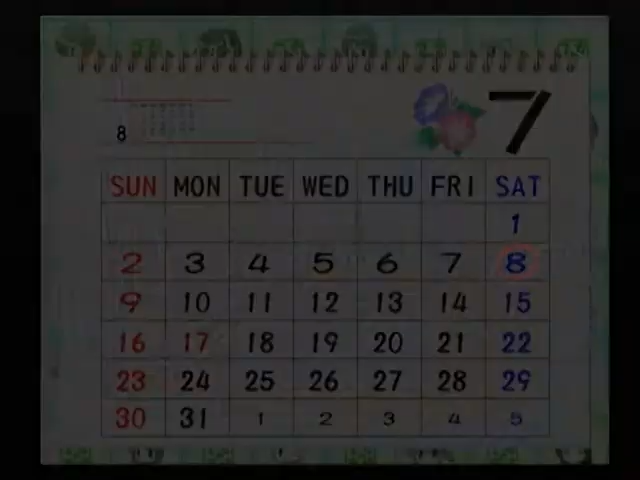 7
8
SUN MON TUE WED THU FRI SAT
1
2 3 4 5 6 7 8
9 10 11 12 13 14 15
16 17 18 19 20 21 22
23 24 25 26 27 28 29
30 31 1 2 3 4 5